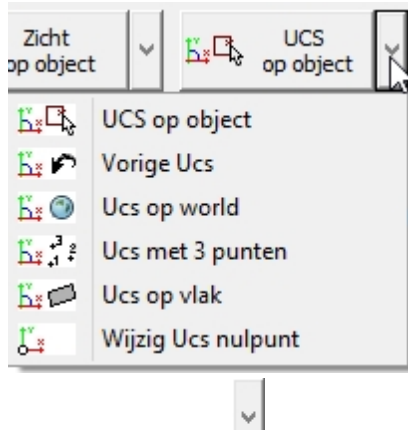 Zicht
op object
UCS
op object
UCS op object
Vorige Ucs
Ucs op world
Ucs met 3 punten
Ucs op vlak
Wijzig Ucs nulpunt